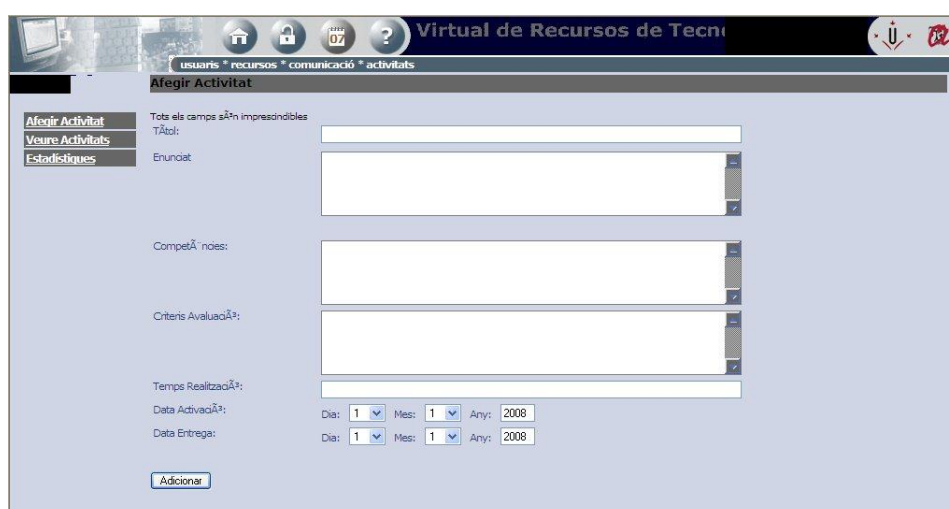 07
?
Virtual de Recursos de Tecn
usuaris * recursos * comunicació * activitats
Afegir Activitat
Afegir Activitat
Veure Activitats
Estadístiques
Tots els camps sÃ³n imprescindibles
TÃtol:
Enunciat
CompetÃ¨ncies:
Criteris AvaluaciÃ³:
Temps RealitzaciÃ³:
Data ActivaciÃ³: Dia: 1 Mes: 1 Any: 2008
Data Entrega: Dia: 1 Mes: 1 Any: 2008
Adicionar